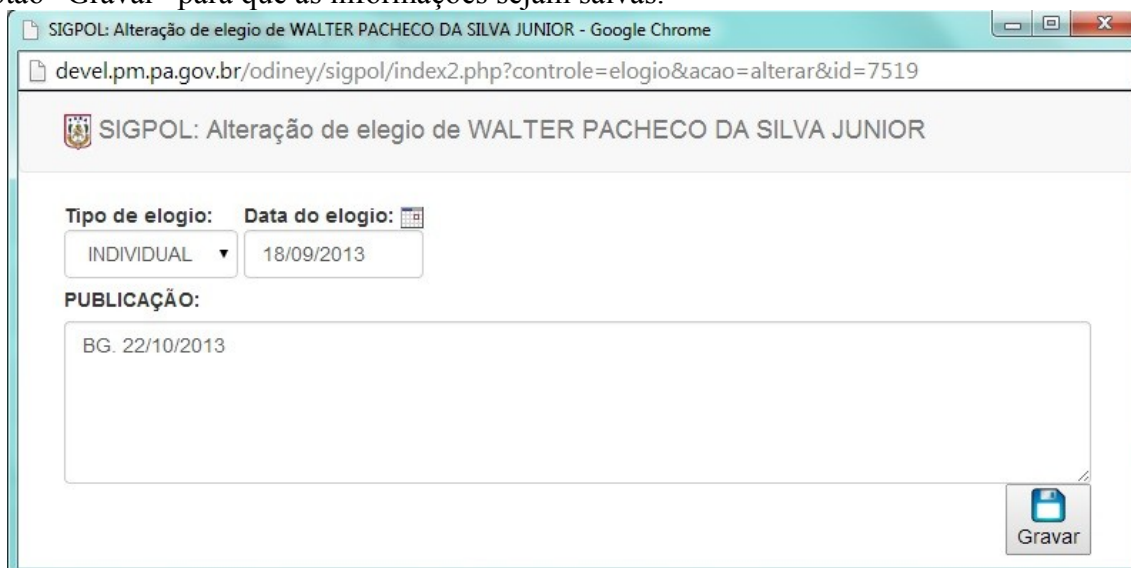 botão "Gravar" para que as informações sejam salvas.
SIGPOL: Alteração de elegio de WALTER PACHECO DA SILVA JUNIOR - Google Chrome
devel.pm.pa.gov.br/odiney/sigpol/index2.php?controle=elogio&acao=alterar&id=7519
SIGPOL: Alteração de elegio de WALTER PACHECO DA SILVA JUNIOR
Tipo de elogio: Data do elogio:
INDIVIDUAL 18/09/2013
PUBLICAÇÃO:
BG. 22/10/2013
Gravar